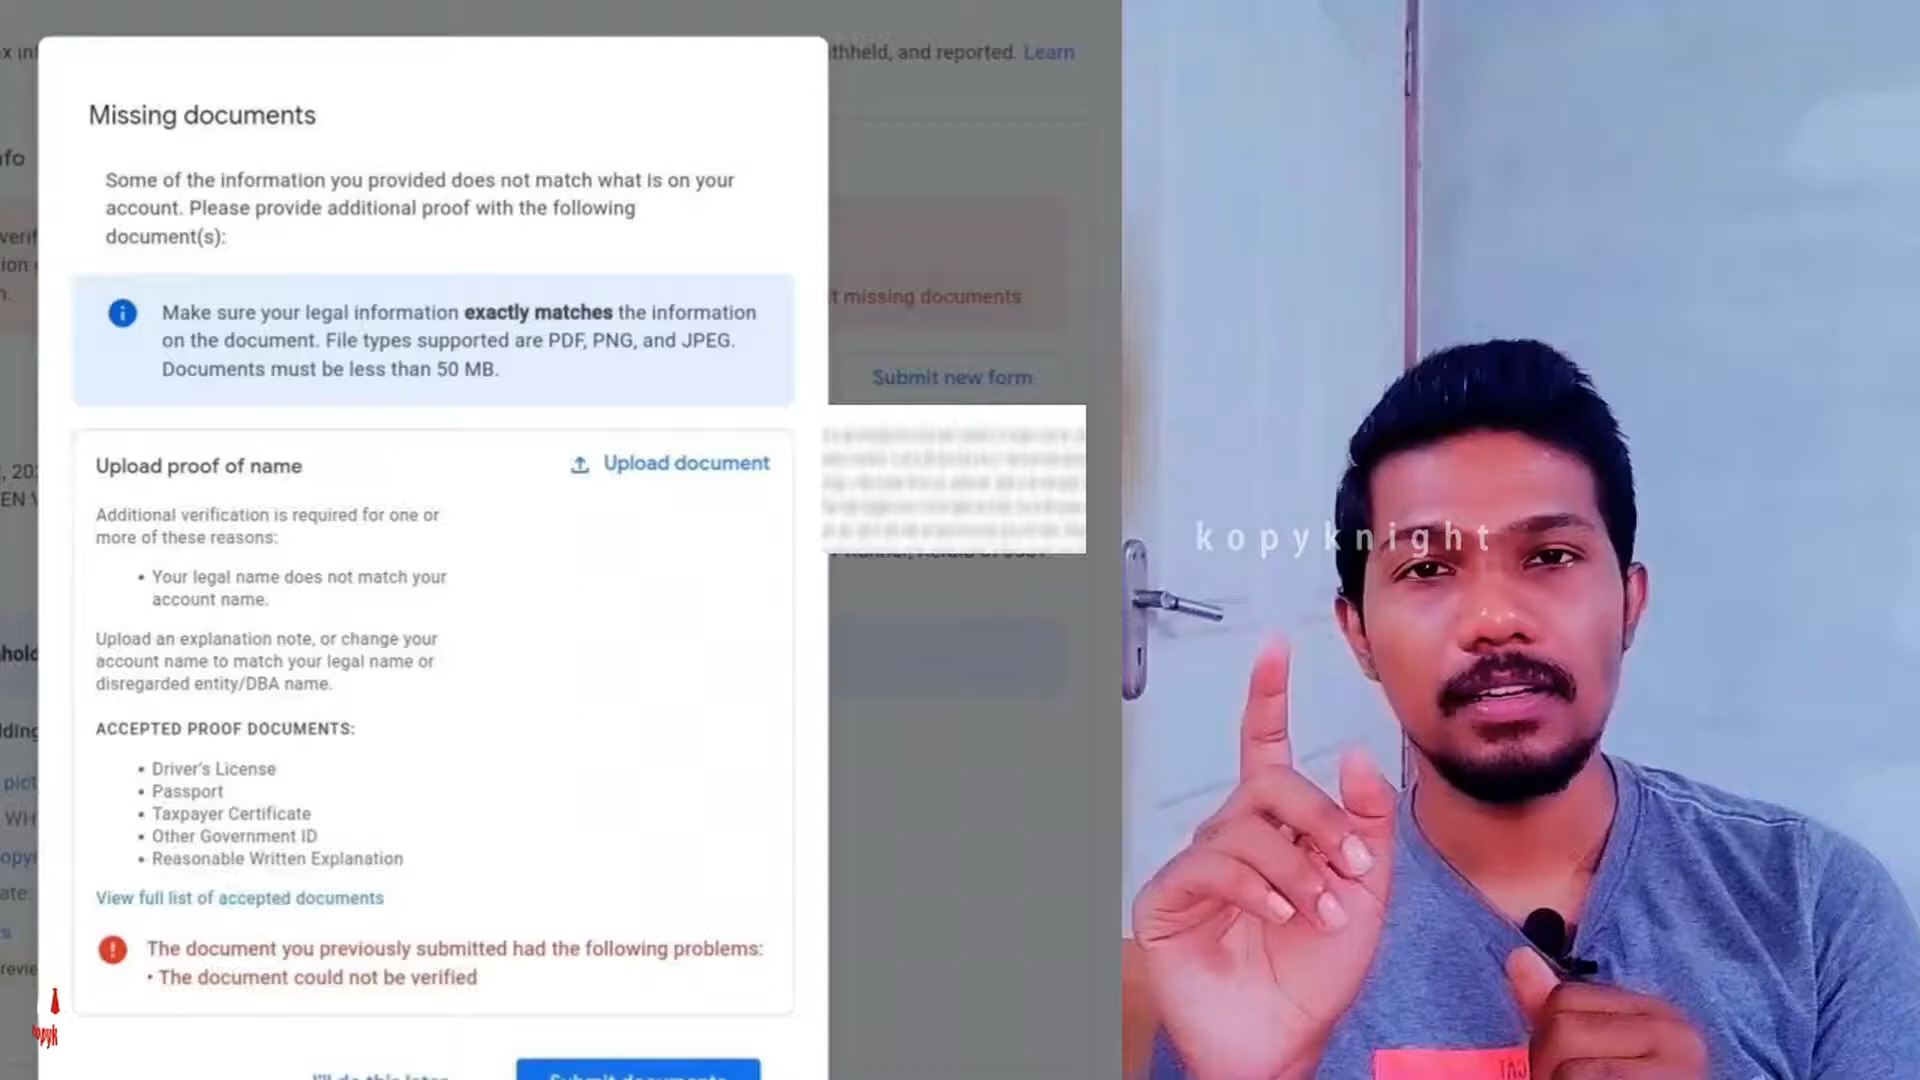 thheld, and reported. Learn
Missing documents
Some of the information you provided does not match what is on your
account. Please provide additional proof with the following
document(s):
Make sure your legal information exactly matches the information
on the document. File types supported are PDF, PNG, and JPEG.
Documents must be less than 50 MB.
t missing documents
Submit new form
Upload proof of name
Upload document
Additional verification is required for one or
more of these reasons:
• Your legal name does not match your
account name.
Upload an explanation note, or change your
account name to match your legal name or
disregarded entity/DBA name.
ACCEPTED PROOF DOCUMENTS:
• Driver's License
• Passport
• Taxpayer Certificate
• Other Government ID
• Reasonable Written Explanation
View full list of accepted documents
The document you previously submitted had the following problems:
• The document could not be verified
I'll do this later
Submit documents
kopyknight